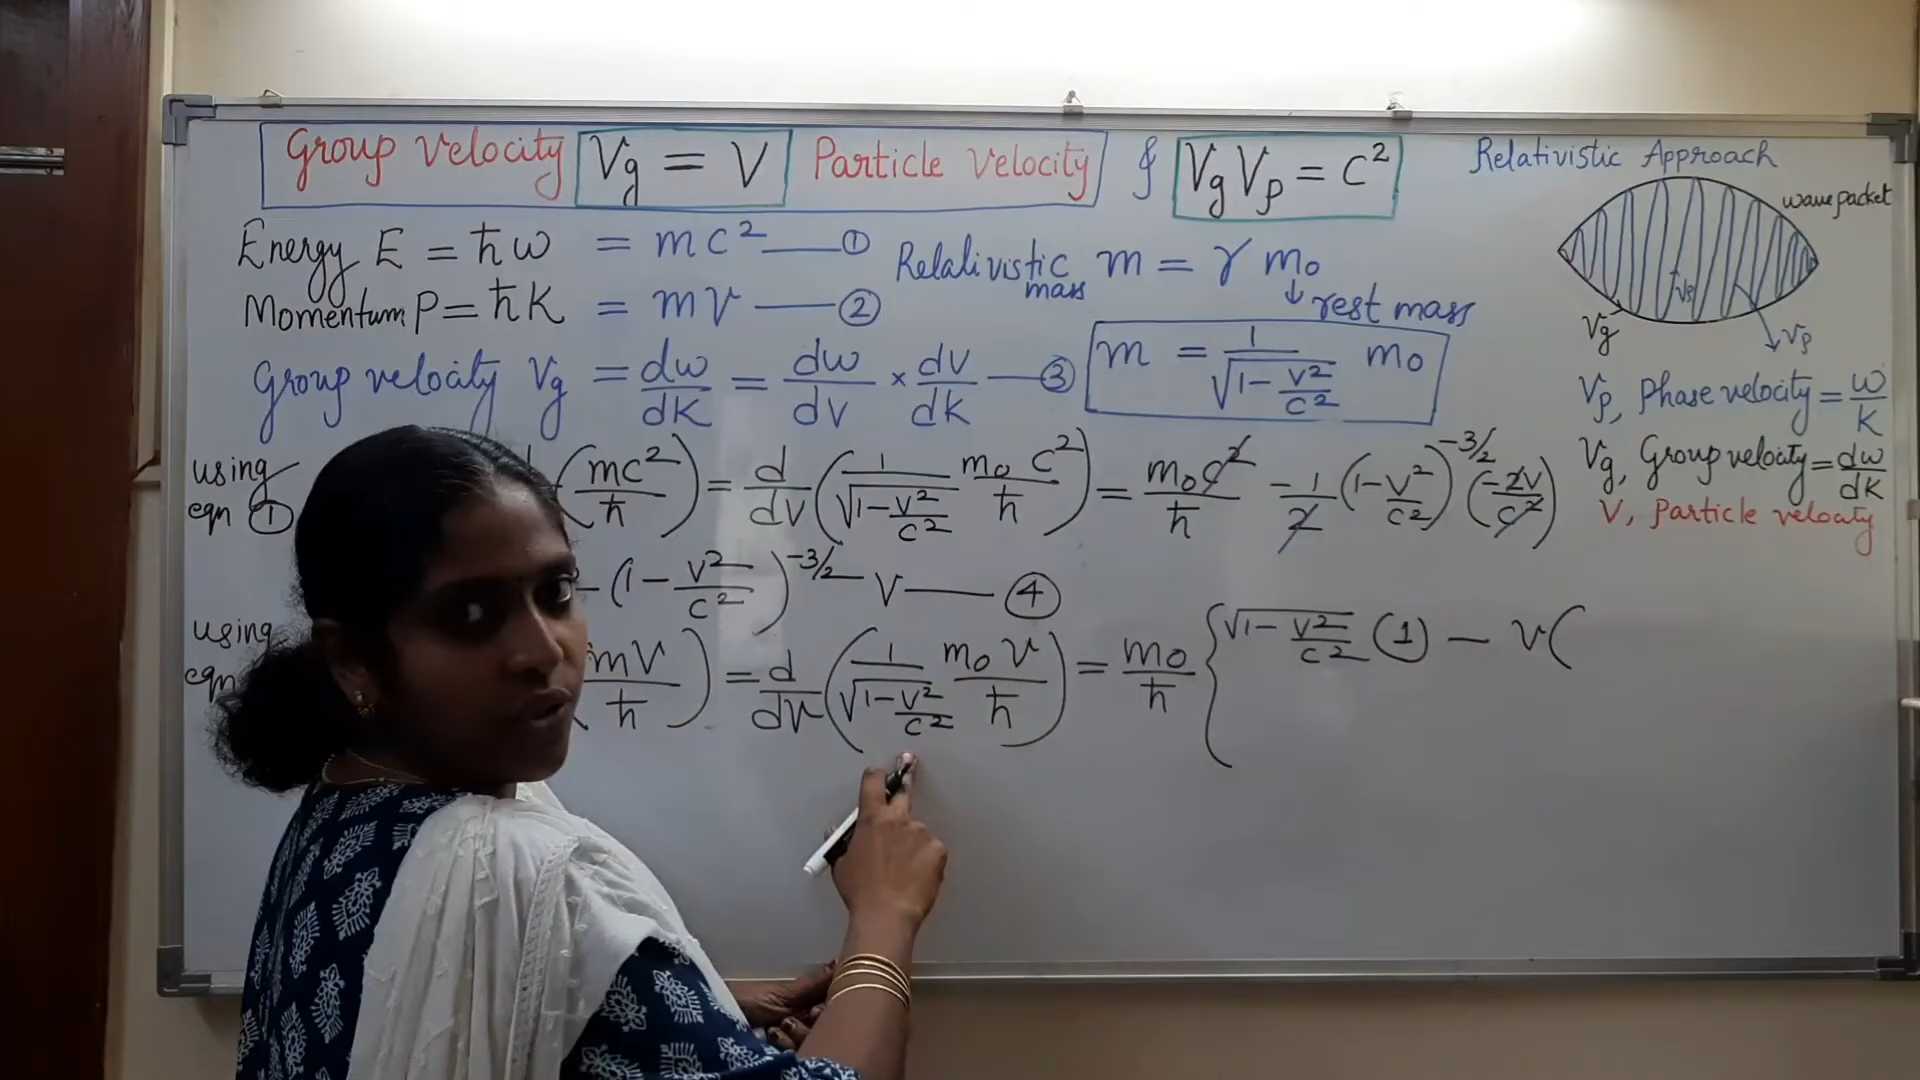 Group velocity Vg = V Particle Velocity & Vg Vp = c²
Relativistic Approach
wave packet
Energy E = ħω = mc² —— ①
Relativistic mass m = γ m₀
↓ rest mass
Momentum P = ħK = mv —— ②
Vg
Vp
Group velocity Vg = dω/dK = dω/dV × dV/dK —— ③
m = 1/√(1 - v²/c²) m₀
Vp, Phase velocity = ω/k
Vg, Group velocity = dω/dK
V, Particle velocity
using eqn ① (mc²/ħ) = d/dv (1/√(1 - v²/c²) m₀c²/ħ) = m₀c²/ħ -1/2 (1 - v²/c²)^(-3/2) (-2v/c²)
(1 - v²/c²)^(-3/2) V —— ④
using eqn (mv/ħ) = d/dv (1/√(1 - v²/c²) m₀v/ħ) = m₀/ħ {√(1 - v²/c²) (1) — v(